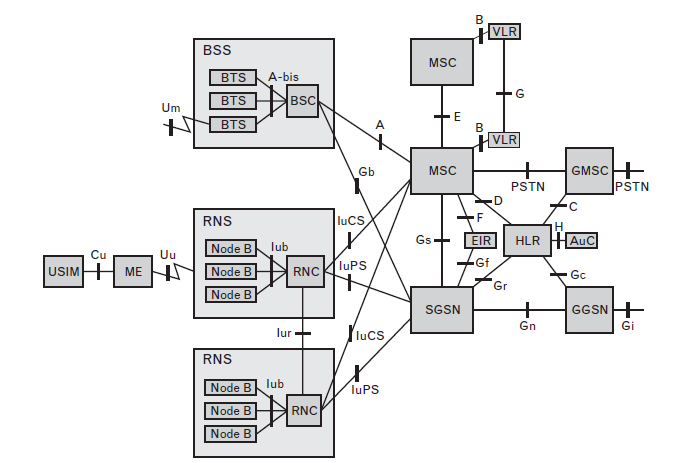 B
VLR
BSS
MSC
BTS
A-bis
BTS
BSC
G
Um
E
BTS
A
B
VLR
Gb
MSC
GMSC
PSTN
PSTN
D
RNS
IuCS
F
C
Node B
Iub
Gs
H
EIR
HLR
AuC
Cu
Uu
USIM
ME
Node B
RNC
IuPS
Gf
Gr
Gc
Node B
SGSN
GGSN
Gn
Gi
Iur
IuCS
RNS
Node B
Iub
IuPS
Node B
RNC
Node B